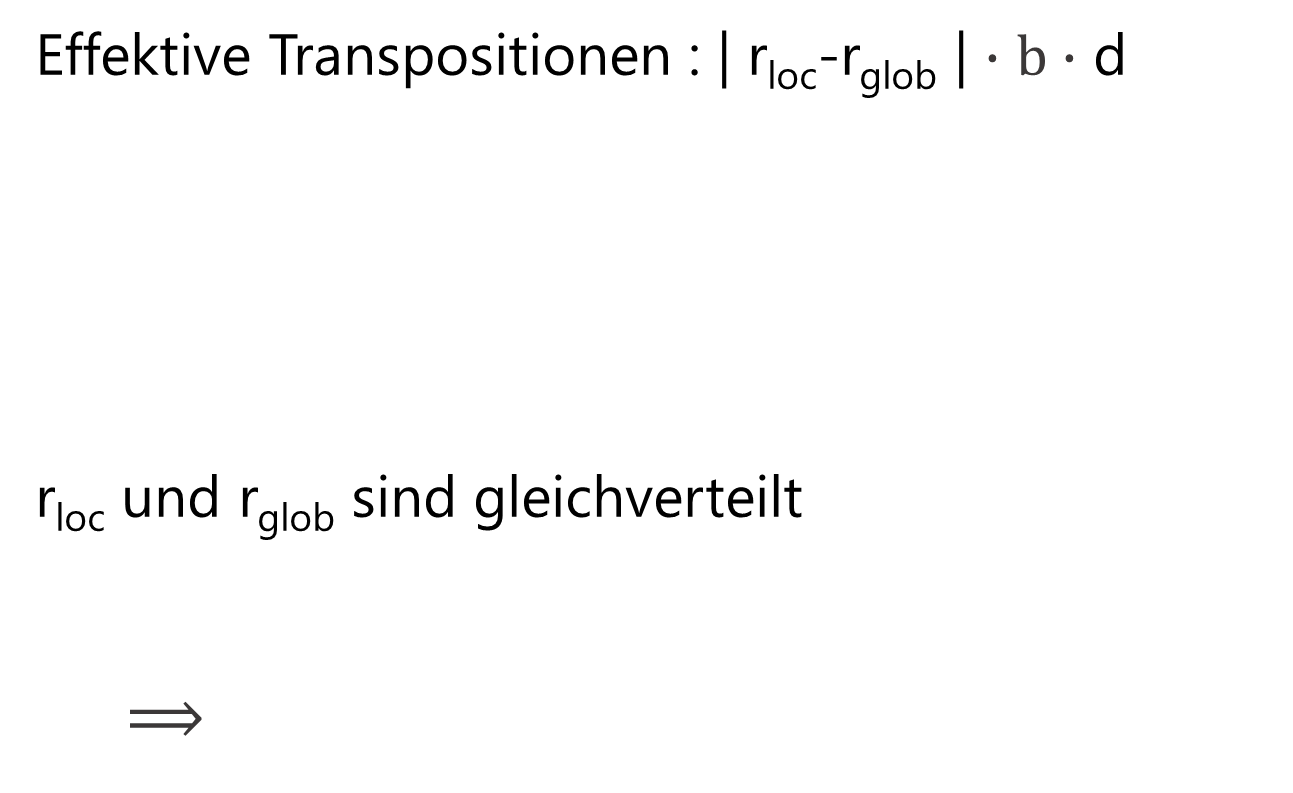 Effektive Transpositionen : | r_loc-r_glob | · b · d
r_loc und r_glob sind gleichverteilt
⟹